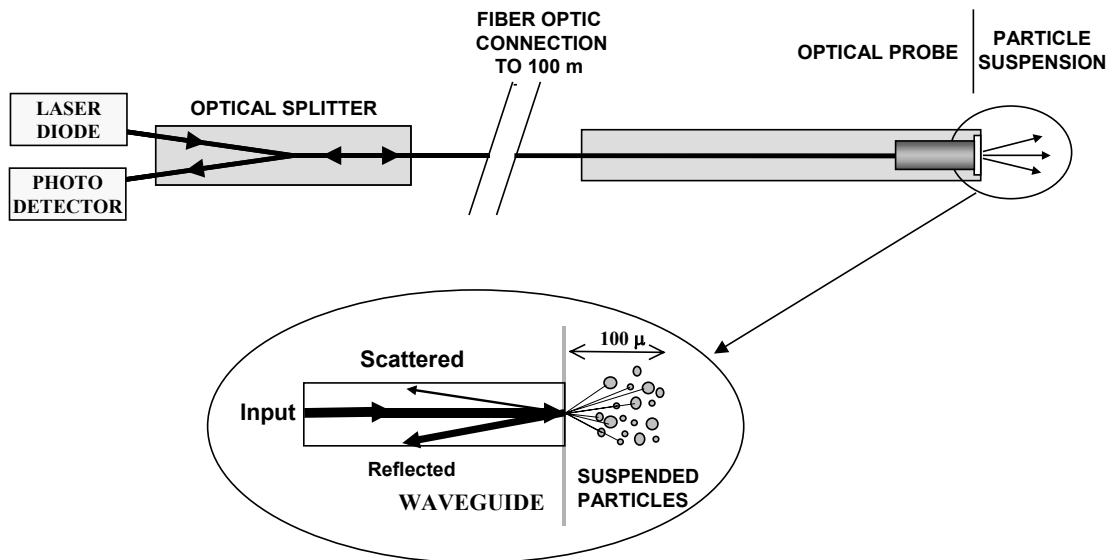 FIBER OPTIC
CONNECTION
TO 100 m
OPTICAL PROBE
PARTICLE
SUSPENSION
LASER
DIODE
OPTICAL SPLITTER
PHOTO
DETECTOR
100 μ
Scattered
Input
Reflected
WAVEGUIDE
SUSPENDED
PARTICLES